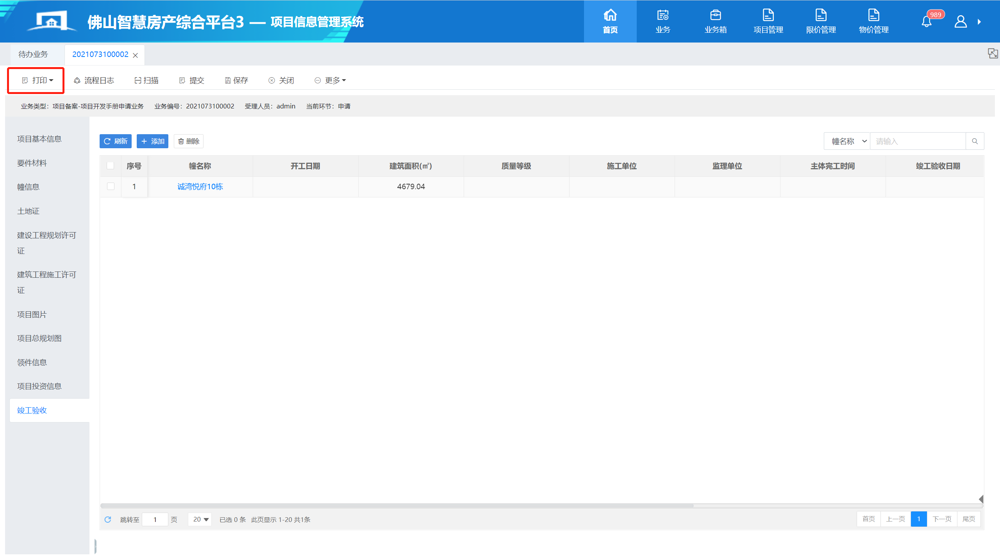 佛山智慧房产综合平台3 — 项目信息管理系统
首页 业务 业务箱 项目管理 限价管理 物价管理 989
待办业务 2021073100002
打印 流程日志 扫描 提交 保存 关闭 更多
业务类型：项目备案-项目开发手册申请业务 业务编号：2021073100002 受理人员：admin 当前环节：申请
项目基本信息
要件材料
幢信息
土地证
建设工程规划许可
证
建筑工程施工许可
证
项目图片
项目总规划图
领件信息
项目投资信息
竣工验收
刷新 添加 删除 幢名称 请输入
序号 幢名称 开工日期 建筑面积(㎡) 质量等级 施工单位 监理单位 主体完工时间 竣工验收日期
1 诚湾悦府10栋 4679.04
跳转至 1 页 20 已选 0 条 此页显示 1-20 共1条 首页 上一页 1 下一页 尾页